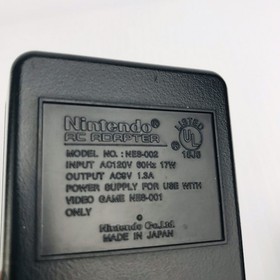 Nintendo®
AC ADAPTER
LISTED
UL
®
MODEL NO.: NES-002
INPUT AC120V 60Hz 17W
OUTPUT AC9V 1.3A
POWER SUPPLY FOR USE WITH
VIDEO GAME NES-001
ONLY
Nintendo Co., Ltd.
MADE IN JAPAN